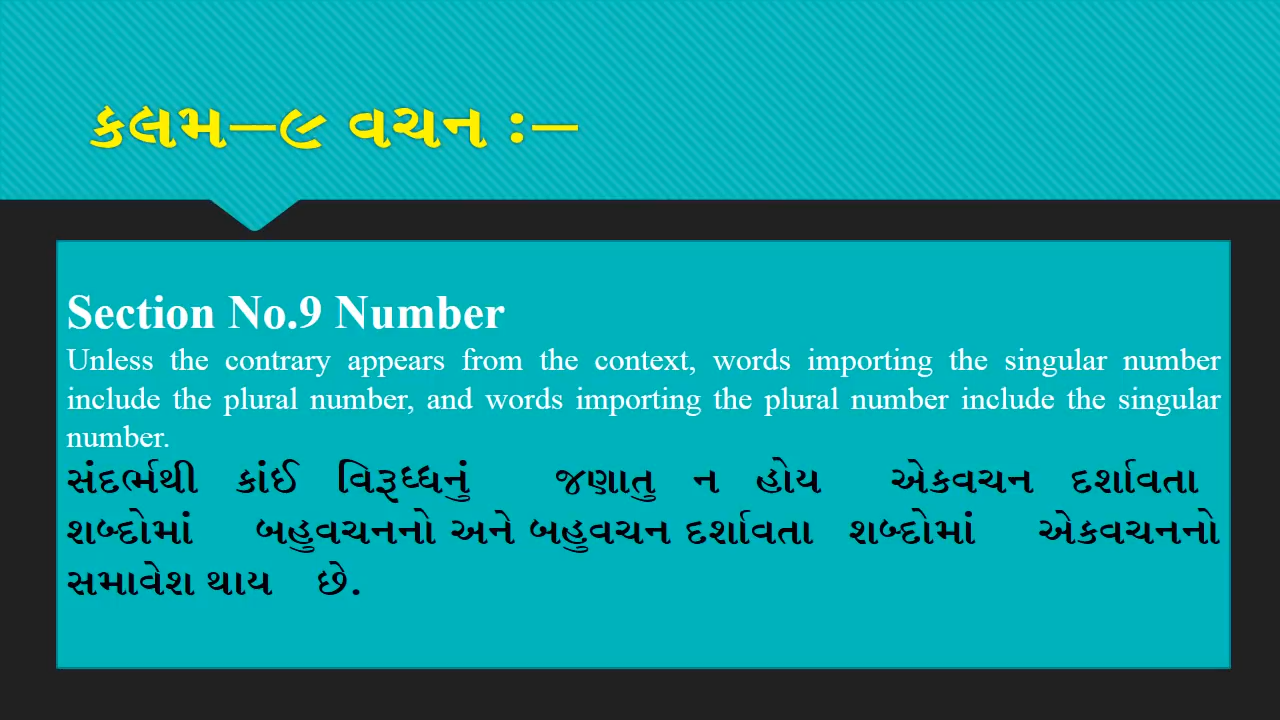 કલમ–૯ વચન :–
Section No.9 Number
Unless the contrary appears from the context, words importing the singular number
include the plural number, and words importing the plural number include the singular
number.
સંદર્ભથી કાંઈ વિરૂધ્ધનું જણાતુ ન હોય એકવચન દર્શાવતા
શબ્દોમાં બહુવચનનો અને બહુવચન દર્શાવતા શબ્દોમાં એકવચનનો
સમાવેશ થાય છે.